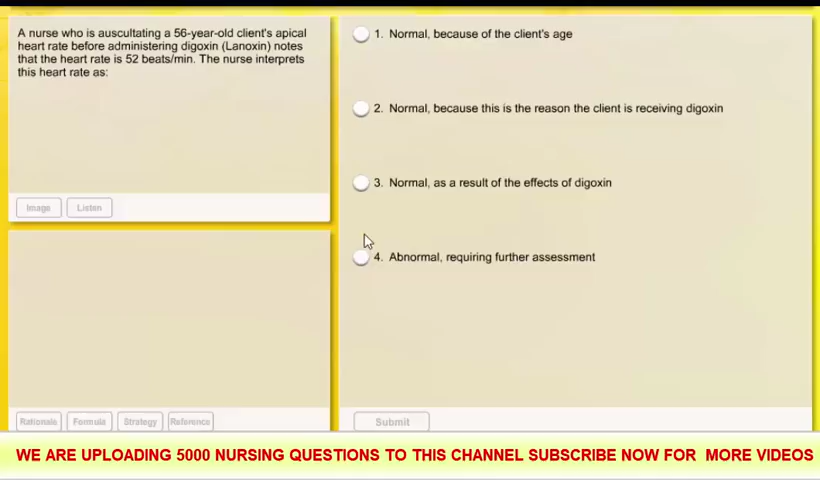 A nurse who is auscultating a 56-year-old client's apical
heart rate before administering digoxin (Lanoxin) notes
that the heart rate is 52 beats/min. The nurse interprets
this heart rate as:
Image Listen
1. Normal, because of the client's age
2. Normal, because this is the reason the client is receiving digoxin
3. Normal, as a result of the effects of digoxin
4. Abnormal, requiring further assessment
Rationale Formula Strategy Reference
Submit
WE ARE UPLOADING 5000 NURSING QUESTIONS TO THIS CHANNEL SUBSCRIBE NOW FOR MORE VIDEOS